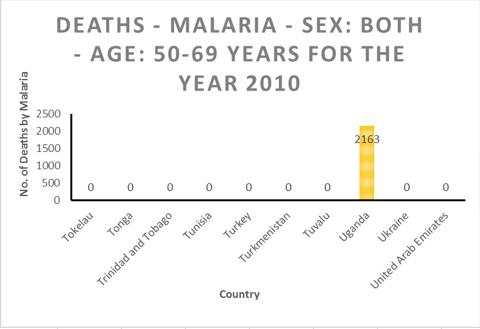 DEATHS - MALARIA - SEX: BOTH
- AGE: 50-69 YEARS FOR THE
YEAR 2010
No. of Deaths by Malaria
2500
2000
1500
1000
500
0
0
0
0
0
0
0
0
2163
0
0
Tokelau
Tonga
Trinidad and Tobago
Tunisia
Turkey
Turkmenistan
Tuvalu
Uganda
Ukraine
United Arab Emirates
Country